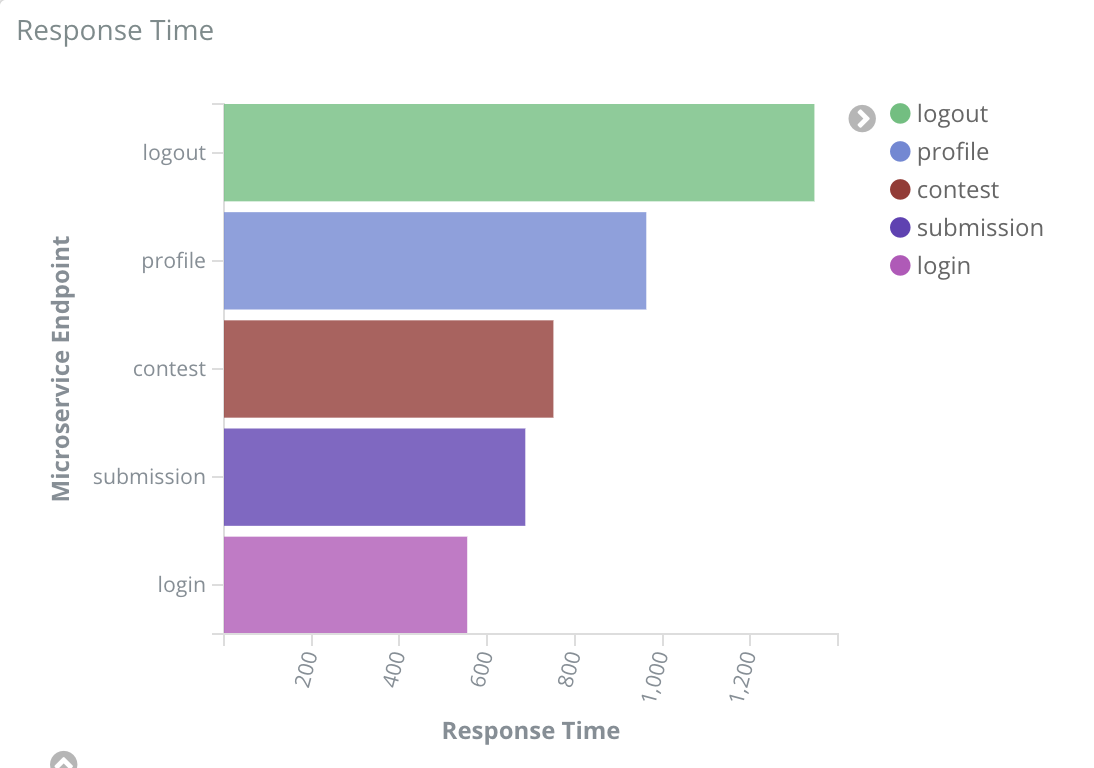 Response Time
logout
profile
contest
submission
login
Microservice Endpoint
logout
profile
contest
submission
login
200
400
600
800
1,000
1,200
Response Time